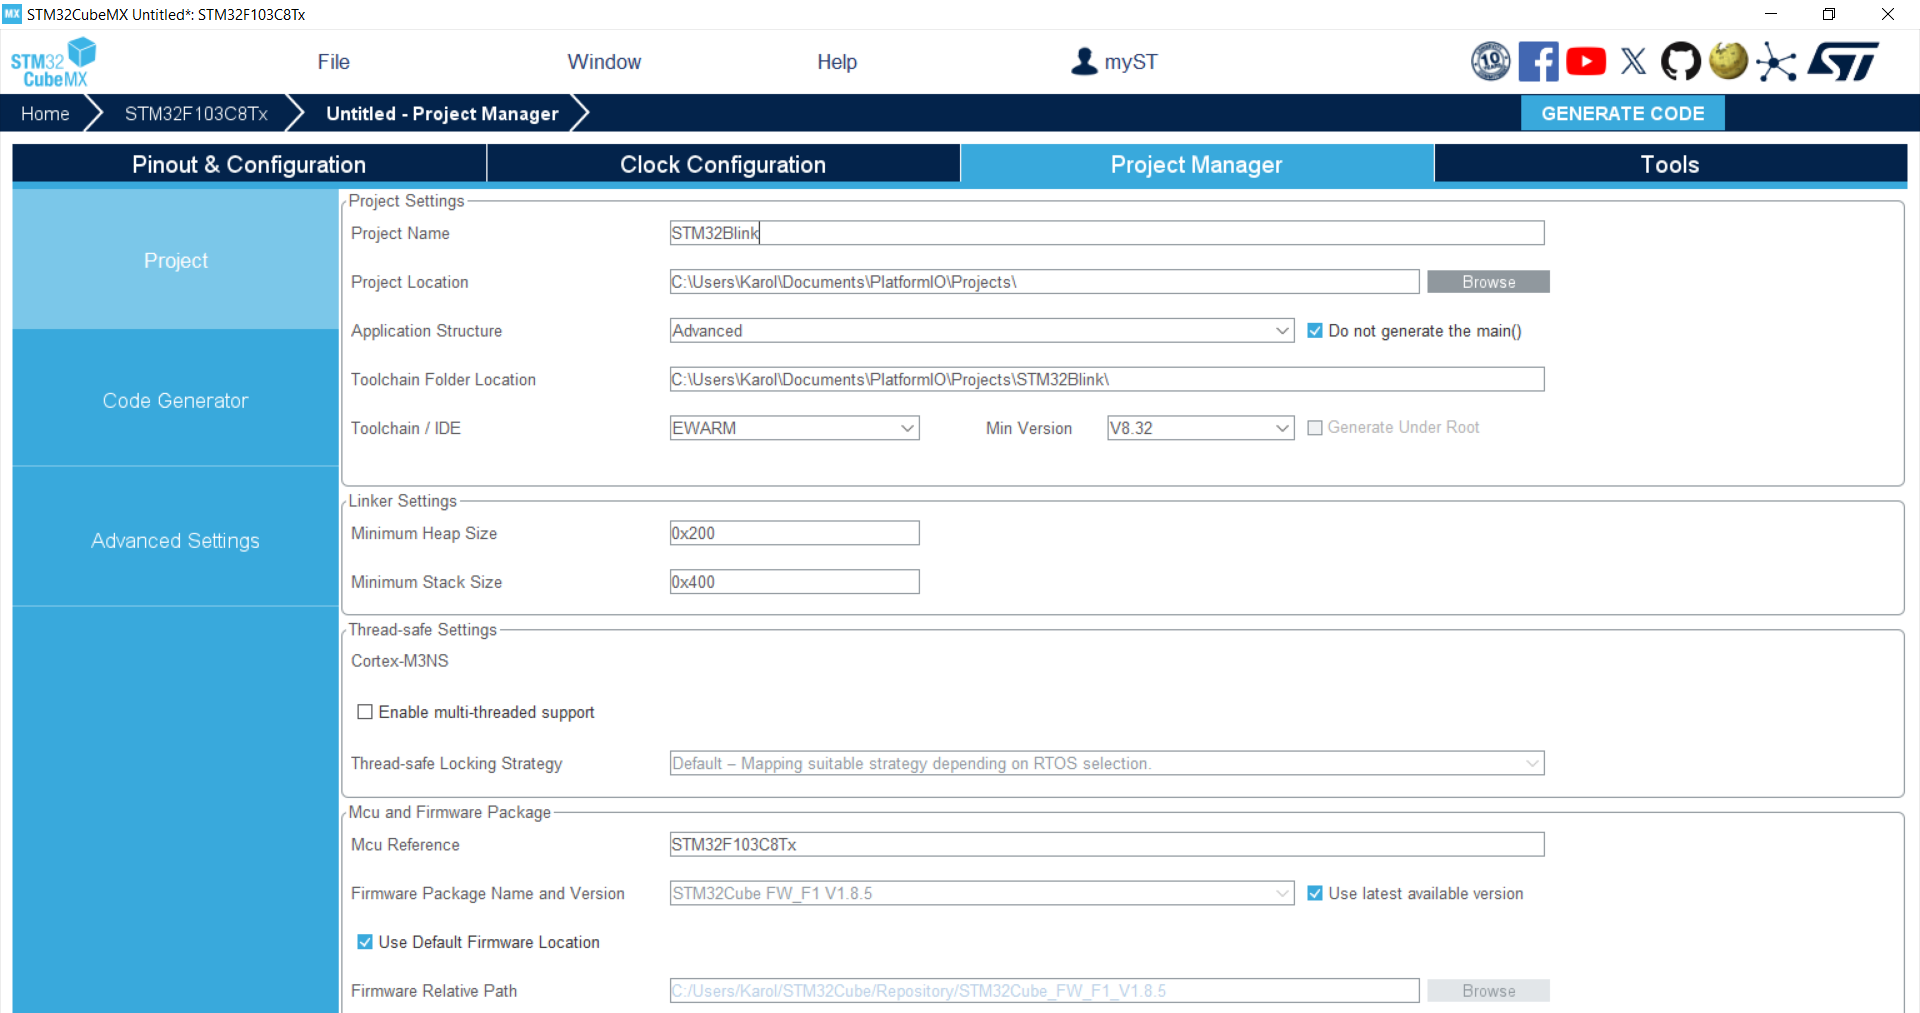 MX STM32CubeMX Untitled*: STM32F103C8Tx
STM32 CubeMX
File Window Help myST
10 YEARS
Home STM32F103C8Tx Untitled - Project Manager GENERATE CODE
Pinout & Configuration Clock Configuration Project Manager Tools
Project
Code Generator
Advanced Settings
Project Settings
Project Name STM32Blink
Project Location C:\Users\Karol\Documents\PlatformIO\Projects\ Browse
Application Structure Advanced Do not generate the main()
Toolchain Folder Location C:\Users\Karol\Documents\PlatformIO\Projects\STM32Blink\
Toolchain / IDE EWARM Min Version V8.32 Generate Under Root
Linker Settings
Minimum Heap Size 0x200
Minimum Stack Size 0x400
Thread-safe Settings
Cortex-M3NS
Enable multi-threaded support
Thread-safe Locking Strategy Default – Mapping suitable strategy depending on RTOS selection.
Mcu and Firmware Package
Mcu Reference STM32F103C8Tx
Firmware Package Name and Version STM32Cube FW_F1 V1.8.5 Use latest available version
Use Default Firmware Location
Firmware Relative Path C:/Users/Karol/STM32Cube/Repository/STM32Cube_FW_F1_V1.8.5 Browse